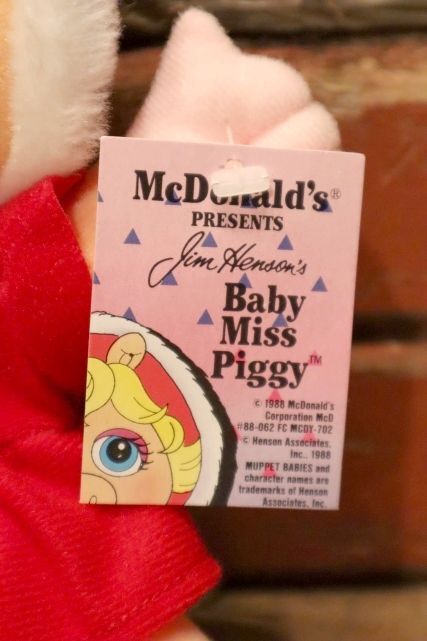 McDonald's®
PRESENTS
Jim Henson's
Baby
Miss
Piggy™
© 1988 McDonald's
Corporation McD
#88-062 FC MCDY-702
© Henson Associates,
Inc., 1988
MUPPET BABIES and
character names are
trademarks of Henson
Associates, Inc.